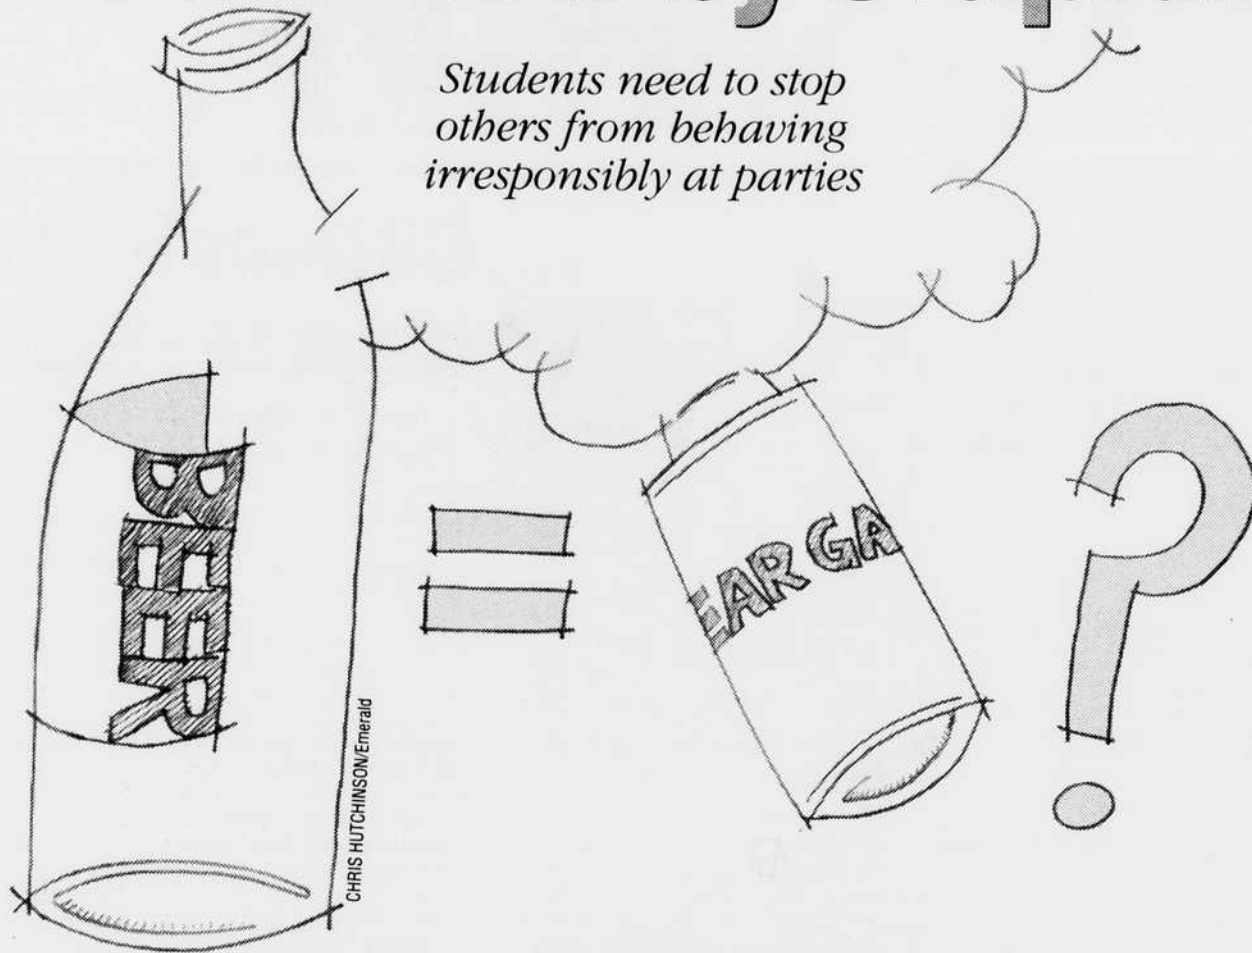 Students need to stop
others from behaving
irresponsibly at parties
BEER
=
EAR GA
?
CHRIS HUTCHINSON/Emerald